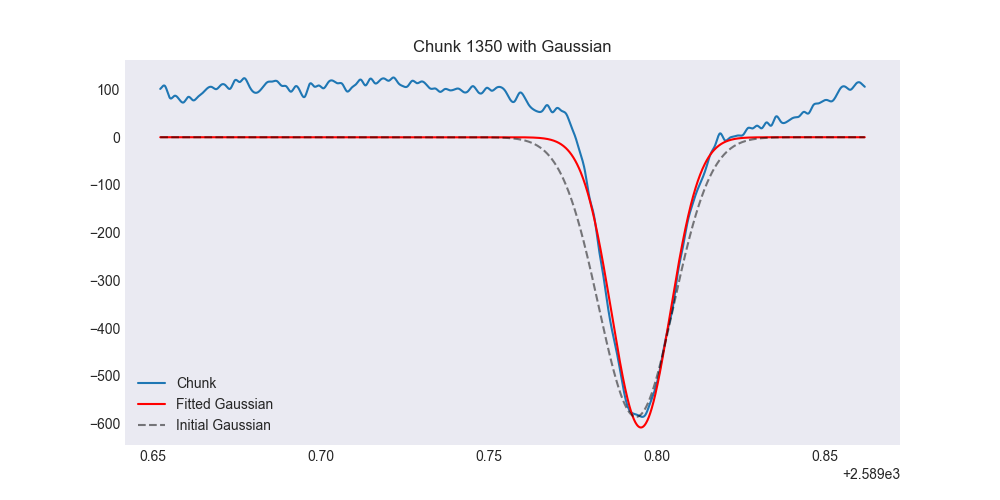 Chunk 1350 with Gaussian
100
0
−100
−200
−300
−400
−500
−600
Chunk
Fitted Gaussian
Initial Gaussian
0.65 0.70 0.75 0.80 0.85
+2.589e3